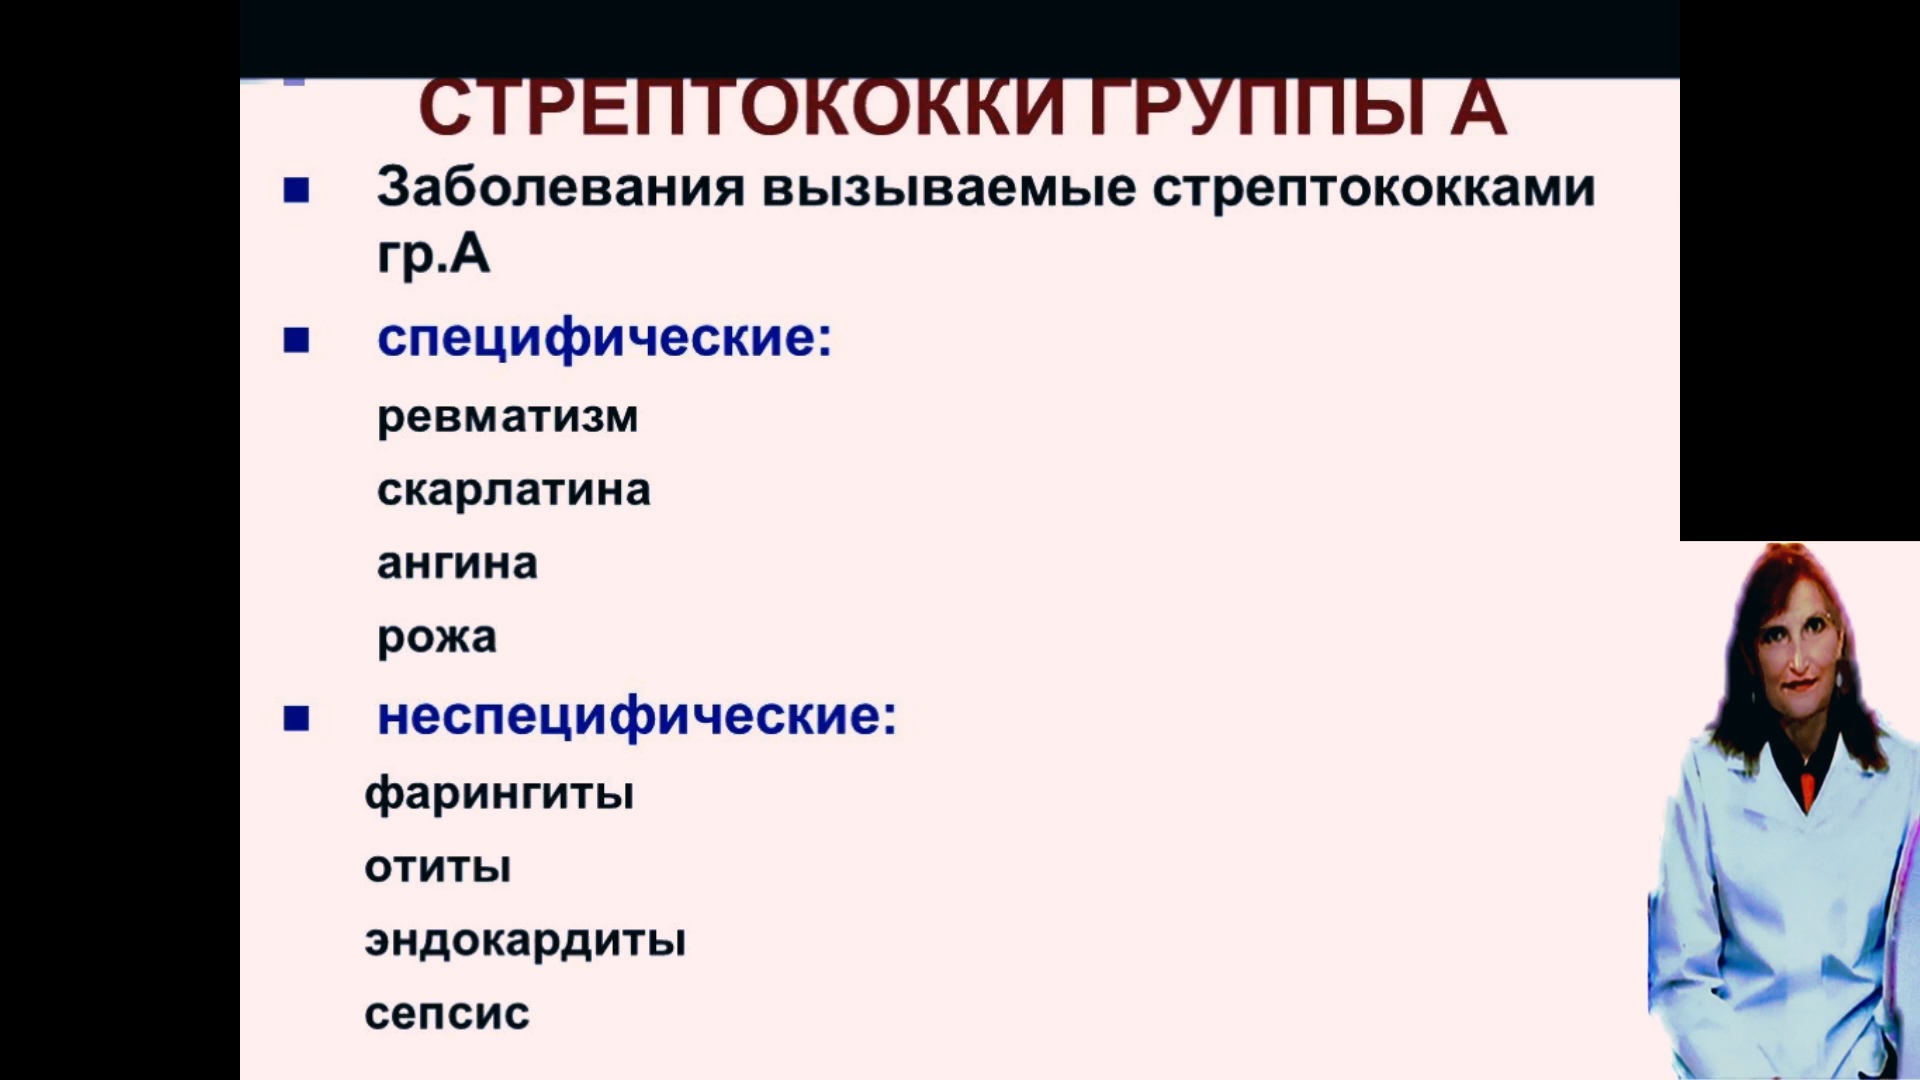 СТРЕПТОКОККИ ГРУППЫ А
Заболевания вызываемые стрептококками
гр.А
специфические:
ревматизм
скарлатина
ангина
рожа
неспецифические:
фарингиты
отиты
эндокардиты
сепсис